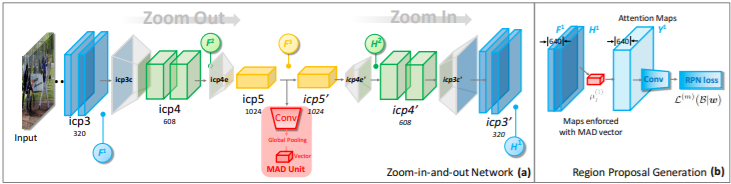 Zoom Out
Zoom In
Input
icp3
320
F¹
icp3c
icp4
608
F²
icp4e
icp5
1024
F³
icp5'
1024
Conv
Global Pooling
Vector
MAD Unit
icp4e'
H²
icp4'
608
icp3c'
icp3'
320
H¹
Zoom-in-and-out Network (a)
Attention Maps
F¹ H¹ Y¹
640
640
Conv
RPN loss
Maps enforced
with MAD vector
Region Proposal Generation (b)